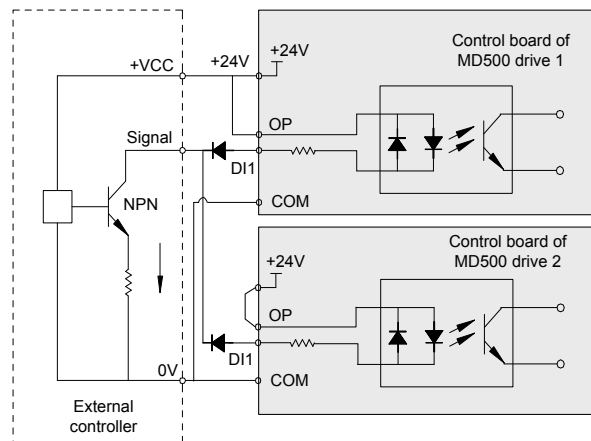 Control board of
MD500 drive 1
+24V
+VCC
+24V
OP
Signal
DI1
NPN
COM
Control board of
MD500 drive 2
+24V
OP
DI1
0V
COM
External
controller